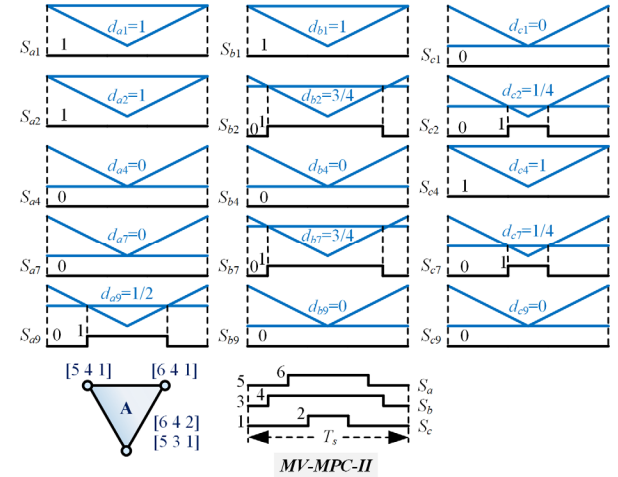 S_a1 1 d_a1=1
S_b1 1 d_b1=1
S_c1 0 d_c1=0
S_a2 1 d_a2=1
S_b2 0 1 d_b2=3/4
S_c2 0 1 d_c2=1/4
S_a4 0 d_a4=0
S_b4 0 d_b4=0
S_c4 1 d_c4=1
S_a7 0 d_a7=0
S_b7 0 1 d_b7=3/4
S_c7 0 1 d_c7=1/4
S_a9 0 1 d_a9=1/2
S_b9 0 d_b9=0
S_c9 0 d_c9=0
[5 4 1] [6 4 1]
A
[6 4 2]
[5 3 1]
5 6 S_a
3 4 S_b
1 2 S_c
T_s
MV-MPC-II